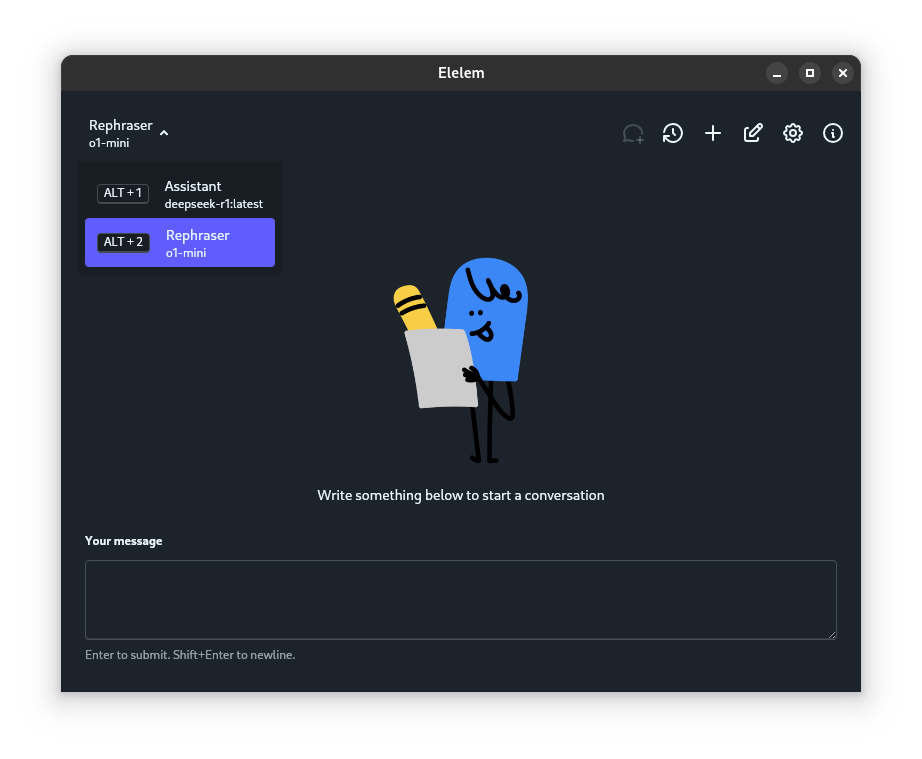 Elelem
Rephraser
o1-mini
ALT + 1
Assistant
deepseek-r1:latest
ALT + 2
Rephraser
o1-mini
Write something below to start a conversation
Your message
Enter to submit. Shift+Enter to newline.